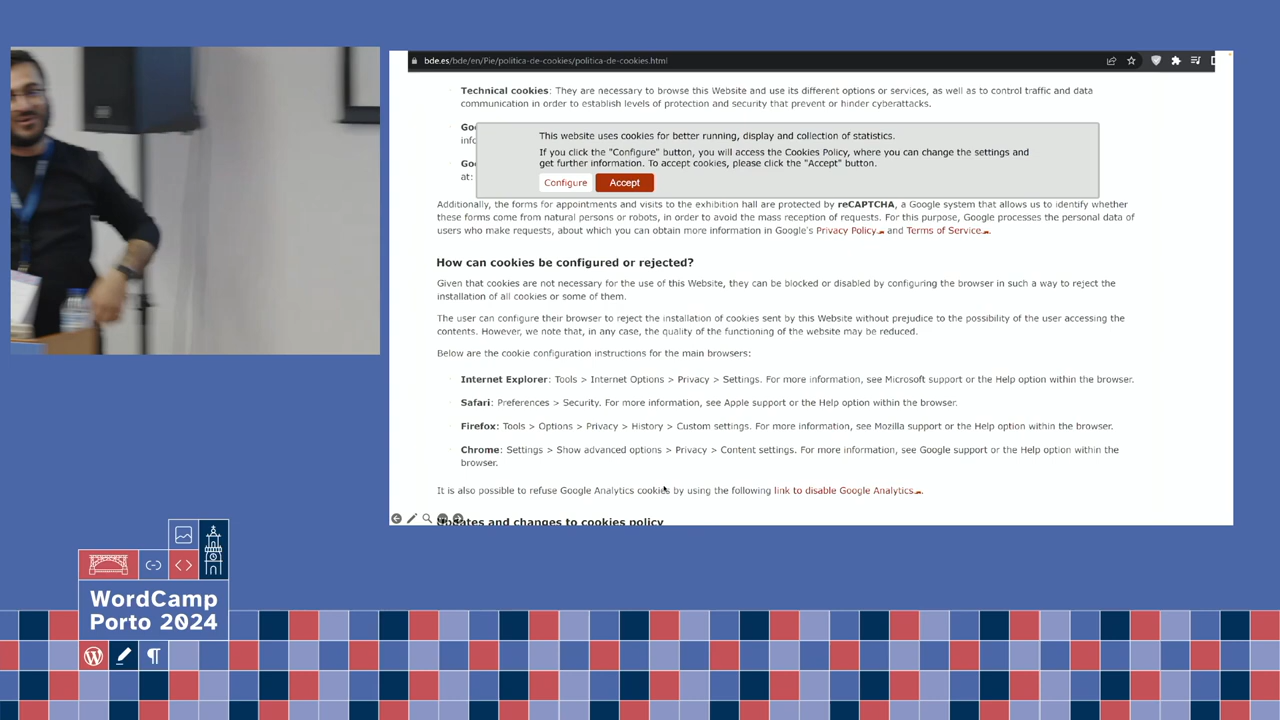 bde.es/bde/en/Pie/politica-de-cookies/politica-de-cookies.html
Technical cookies: They are necessary to browse this Website and use its different options or services, as well as to control traffic and data
communication in order to establish levels of protection and security that prevent or hinder cyberattacks.
This website uses cookies for better running, display and collection of statistics.
If you click the "Configure" button, you will access the Cookies Policy, where you can change the settings and
get further information. To accept cookies, please click the "Accept" button.
at:
Configure Accept
Additionally, the forms for appointments and visits to the exhibition hall are protected by reCAPTCHA, a Google system that allows us to identify whether
these forms come from natural persons or robots, in order to avoid the mass reception of requests. For this purpose, Google processes the personal data of
users who make requests, about which you can obtain more information in Google's Privacy Policy and Terms of Service.
How can cookies be configured or rejected?
Given that cookies are not necessary for the use of this Website, they can be blocked or disabled by configuring the browser in such a way to reject the
installation of all cookies or some of them.
The user can configure their browser to reject the installation of cookies sent by this Website without prejudice to the possibility of the user accessing the
contents. However, we note that, in any case, the quality of the functioning of the website may be reduced.
Below are the cookie configuration instructions for the main browsers:
Internet Explorer: Tools > Internet Options > Privacy > Settings. For more information, see Microsoft support or the Help option within the browser.
Safari: Preferences > Security. For more information, see Apple support or the Help option within the browser.
Firefox: Tools > Options > Privacy > History > Custom settings. For more information, see Mozilla support or the Help option within the browser.
Chrome: Settings > Show advanced options > Privacy > Content settings. For more information, see Google support or the Help option within the
browser.
It is also possible to refuse Google Analytics cookies by using the following link to disable Google Analytics.
Updates and changes to cookies policy
WordCamp
Porto 2024